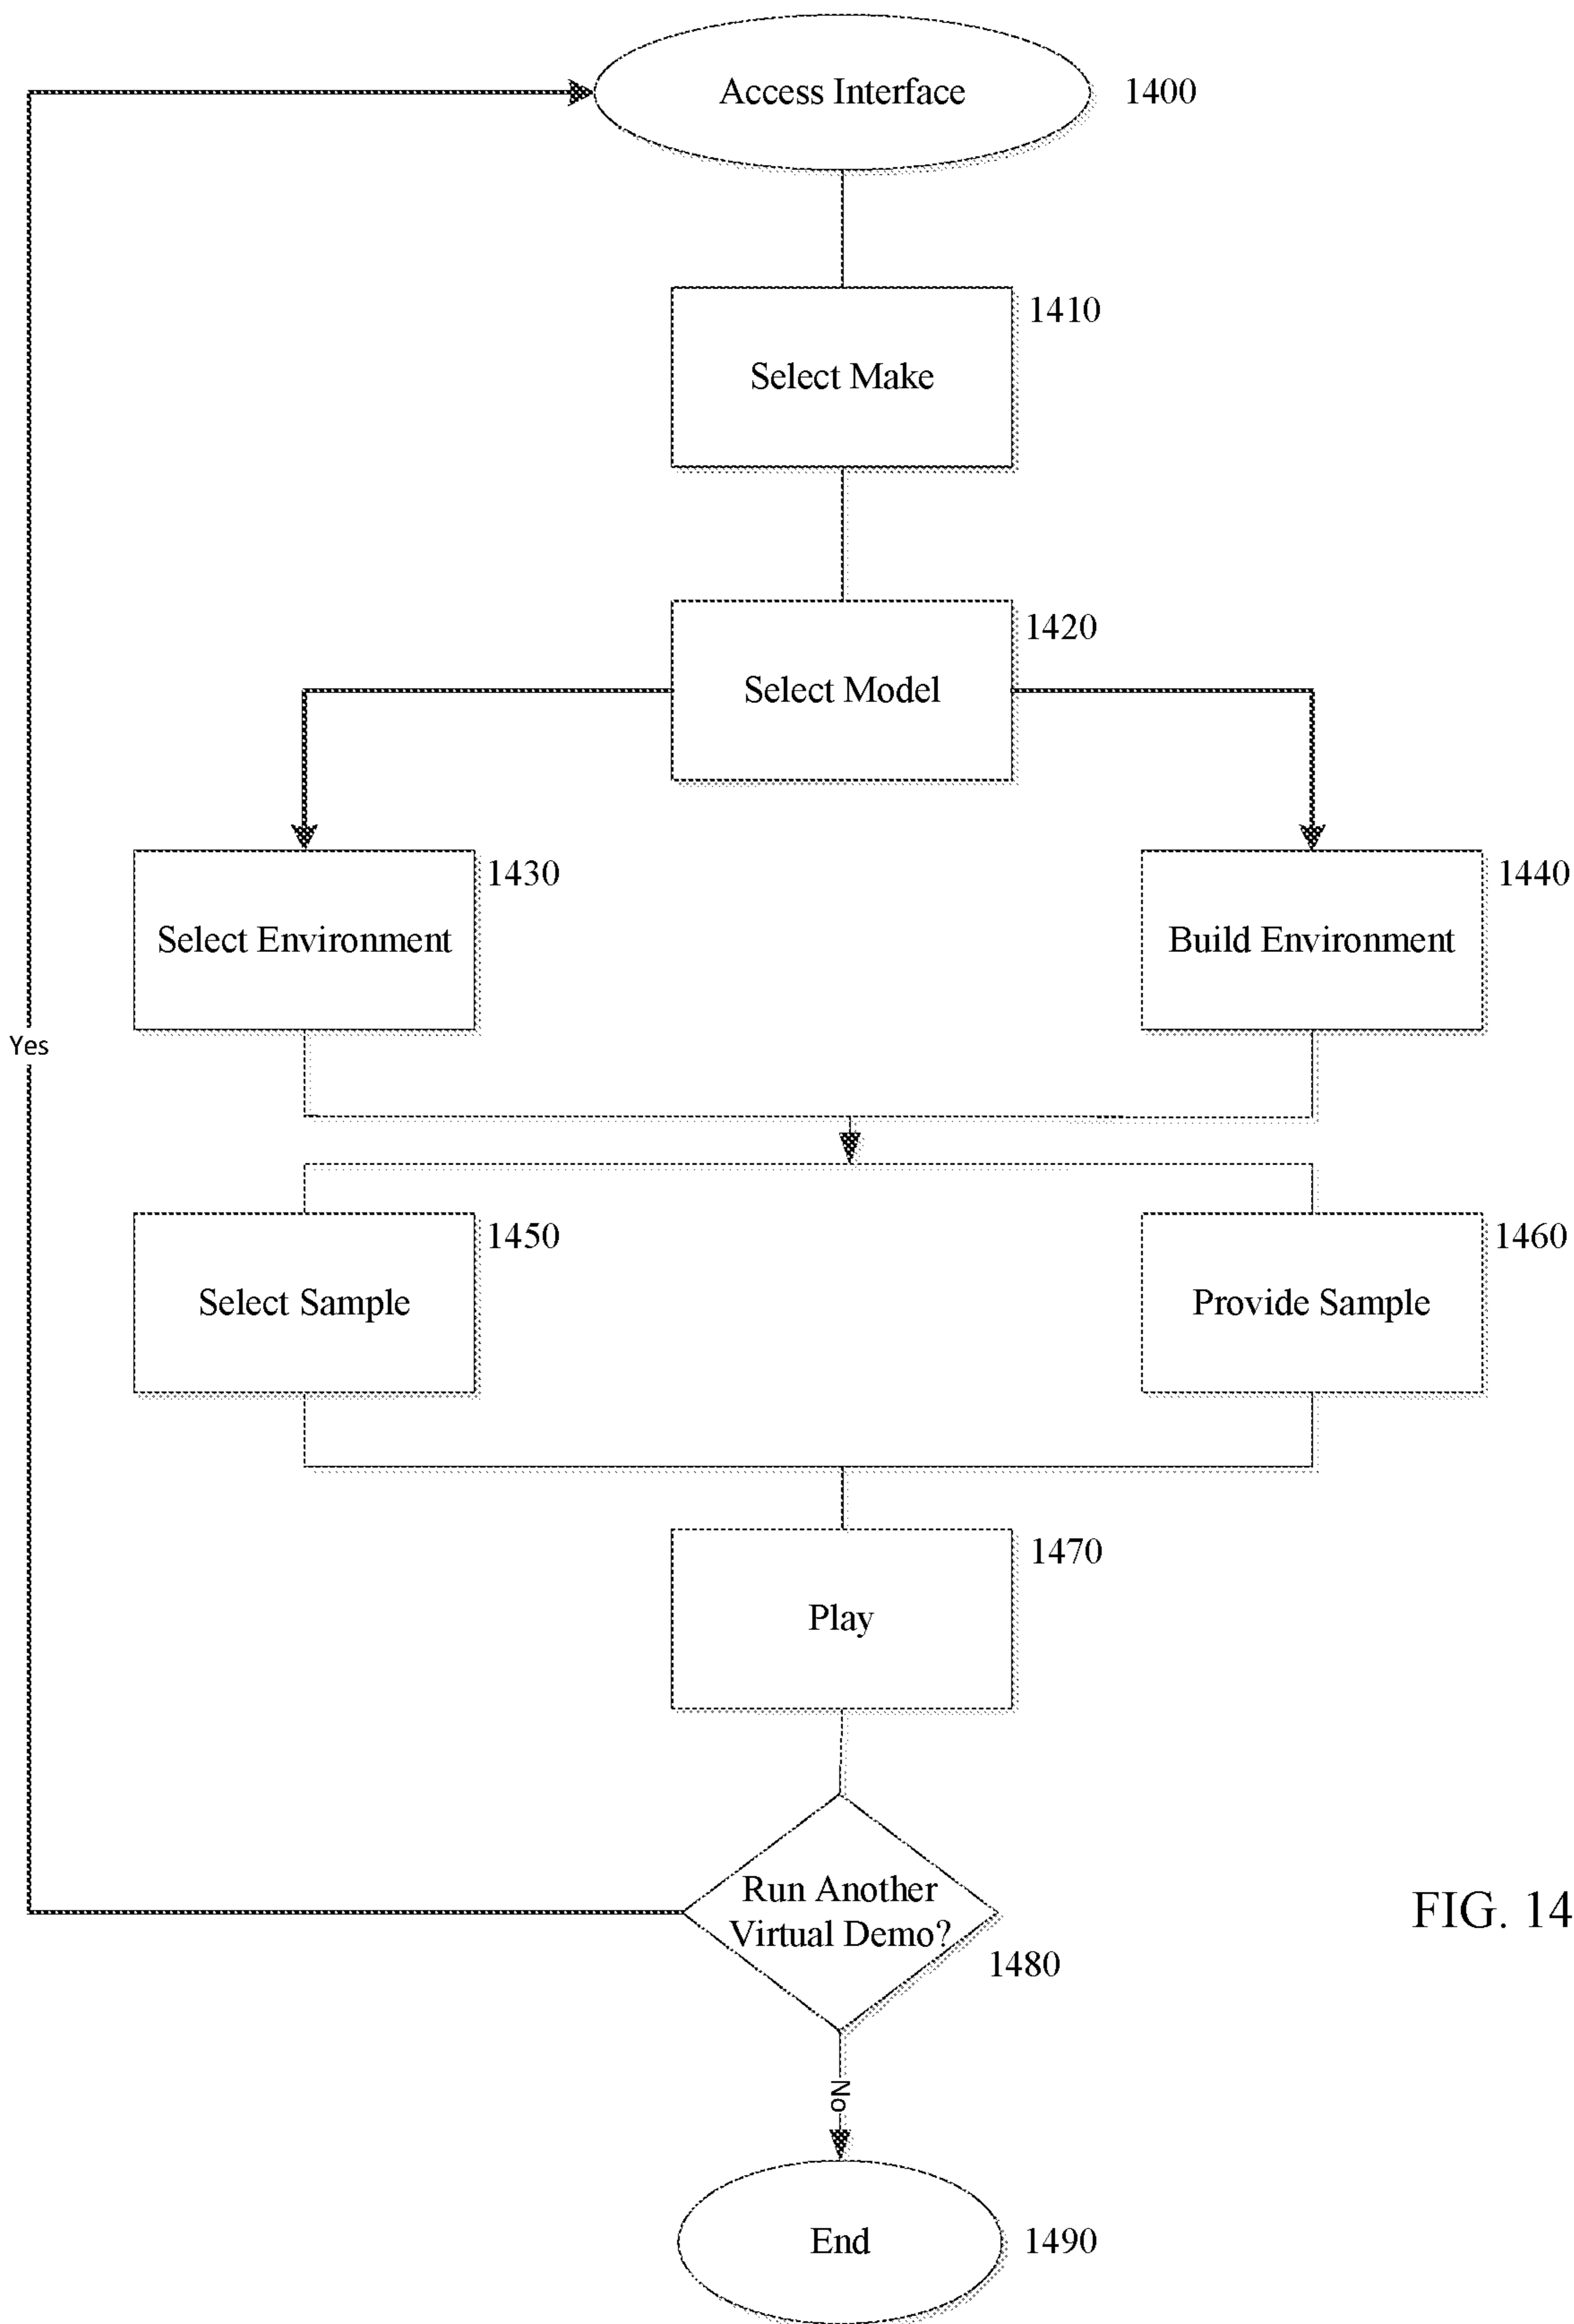 Access Interface
1400
1410
Select Make
1420
Select Model
1430
Select Environment
1440
Build Environment
Yes
1450
Select Sample
1460
Provide Sample
1470
Play
Run Another
Virtual Demo?
1480
FIG. 14
No
End
1490